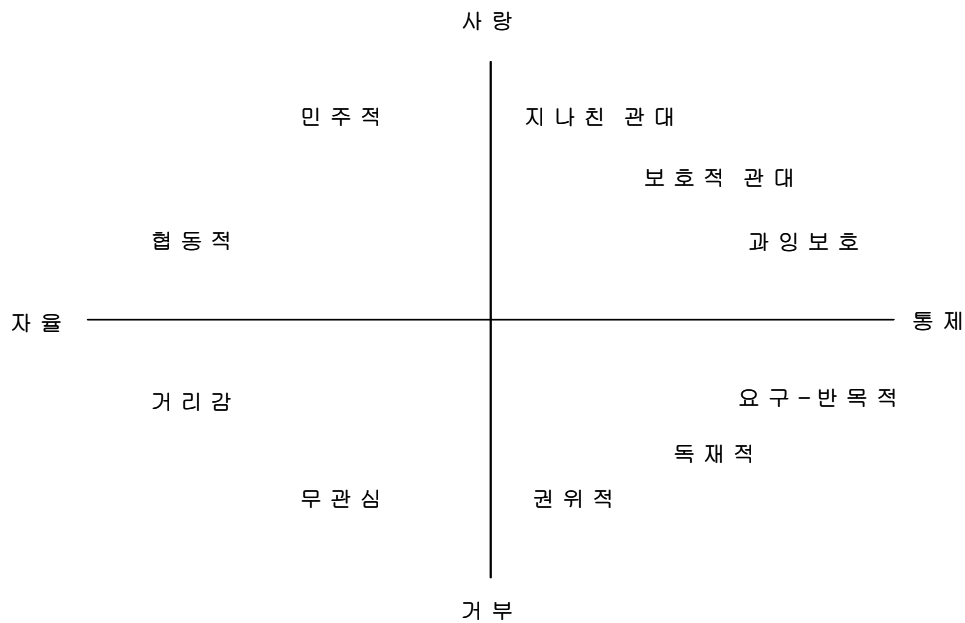 사랑
민주적 지나친 관대
보호적 관대
협동적 과잉보호
자율 통제
거리감 요구-반목적
독재적
무관심 권위적
거부